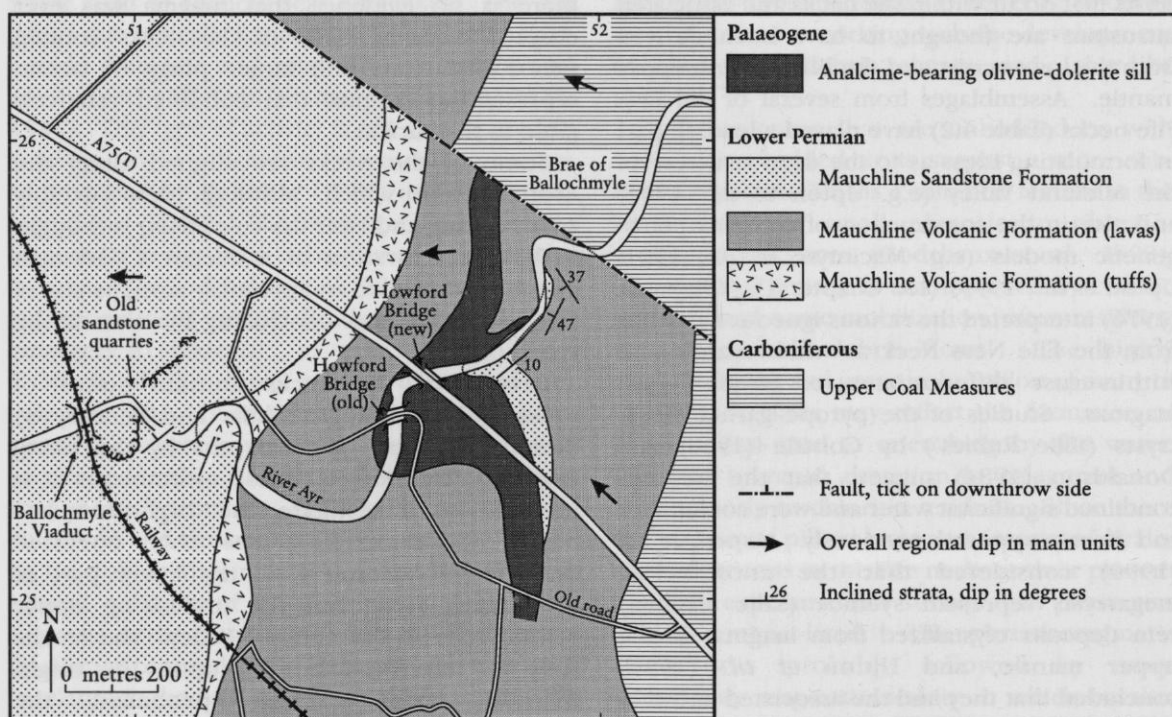 51
52
26
A75(T)
Brae of
Ballochmyle
Old
sandstone
quarries
Howford
Bridge
(new)
37
47
10
Howford
Bridge
(old)
River Ayr
Ballochmyle
Viaduct
Railway
25
Old road
N
0 metres 200
Palaeogene
Analcime-bearing olivine-dolerite sill
Lower Permian
Mauchline Sandstone Formation
Mauchline Volcanic Formation (lavas)
Mauchline Volcanic Formation (tuffs)
Carboniferous
Upper Coal Measures
Fault, tick on downthrow side
Overall regional dip in main units
26 Inclined strata, dip in degrees